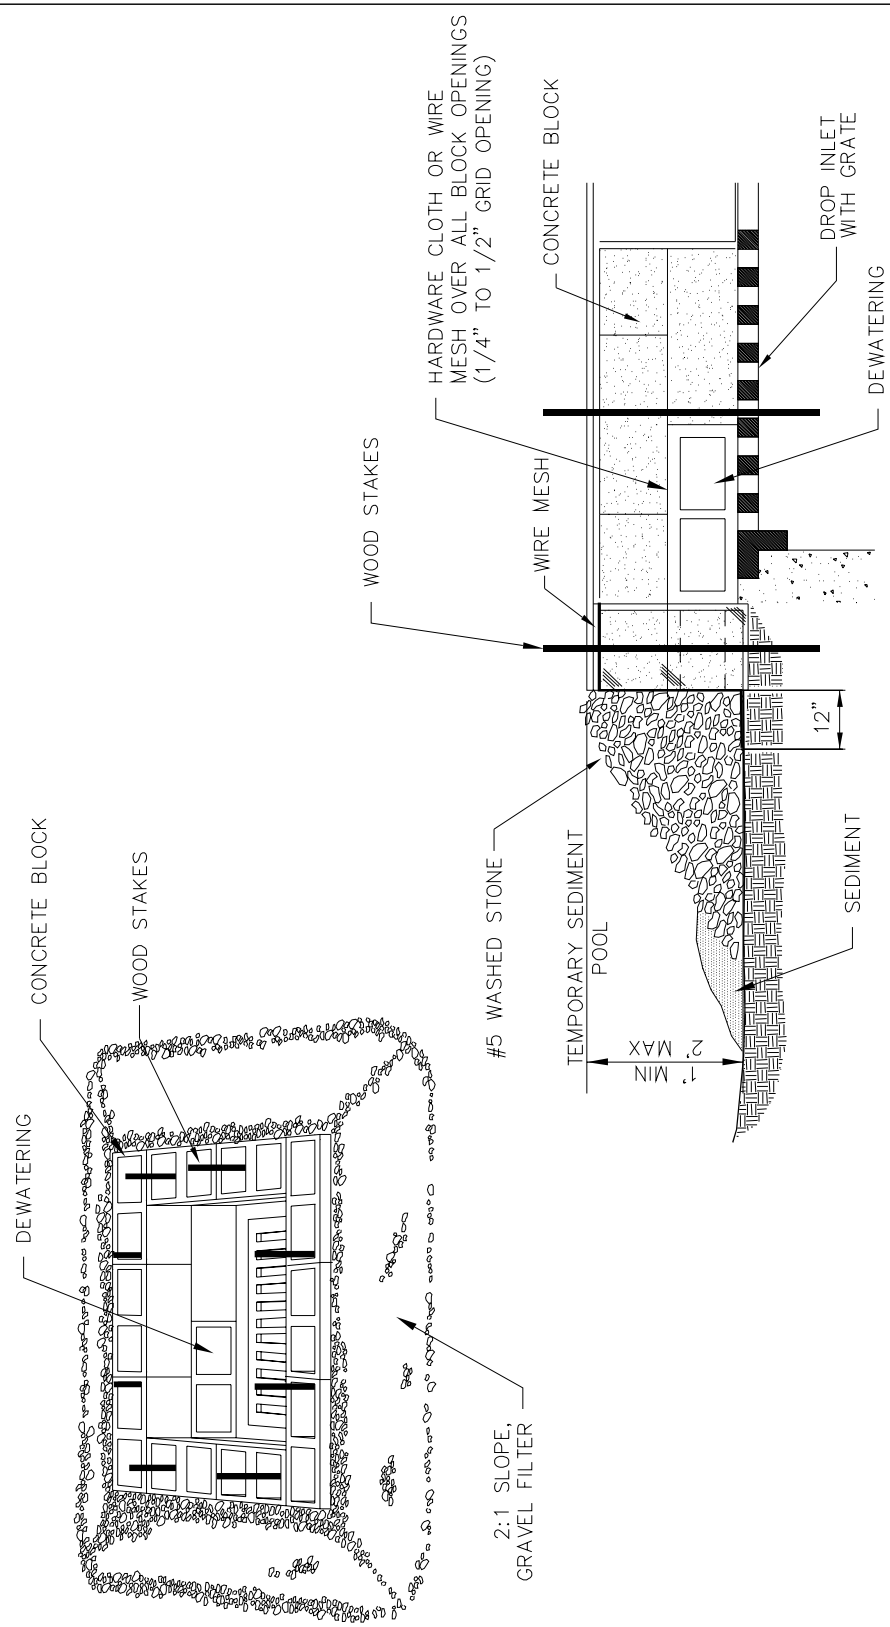 DEWATERING
CONCRETE BLOCK
WOOD STAKES
2:1 SLOPE,
GRAVEL FILTER
WOOD STAKES
HARDWARE CLOTH OR WIRE
MESH OVER ALL BLOCK OPENINGS
(1/4" TO 1/2" GRID OPENING)
WIRE MESH
CONCRETE BLOCK
#5 WASHED STONE
TEMPORARY SEDIMENT
POOL
1' MIN
2' MAX
12"
SEDIMENT
DROP INLET
WITH GRATE
DEWATERING